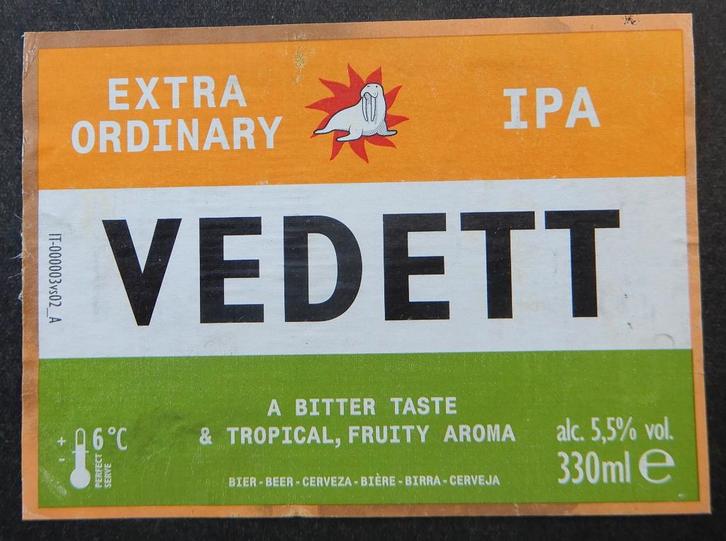 EXTRA
ORDINARY
IPA
VEDETT
IT-000003vs02_A
A BITTER TASTE
& TROPICAL, FRUITY AROMA
+
-
6°C
PERFECT
SERVE
alc. 5,5% vol.
330ml e
BIER - BEER - CERVEZA - BIÈRE - BIRRA - CERVEJA